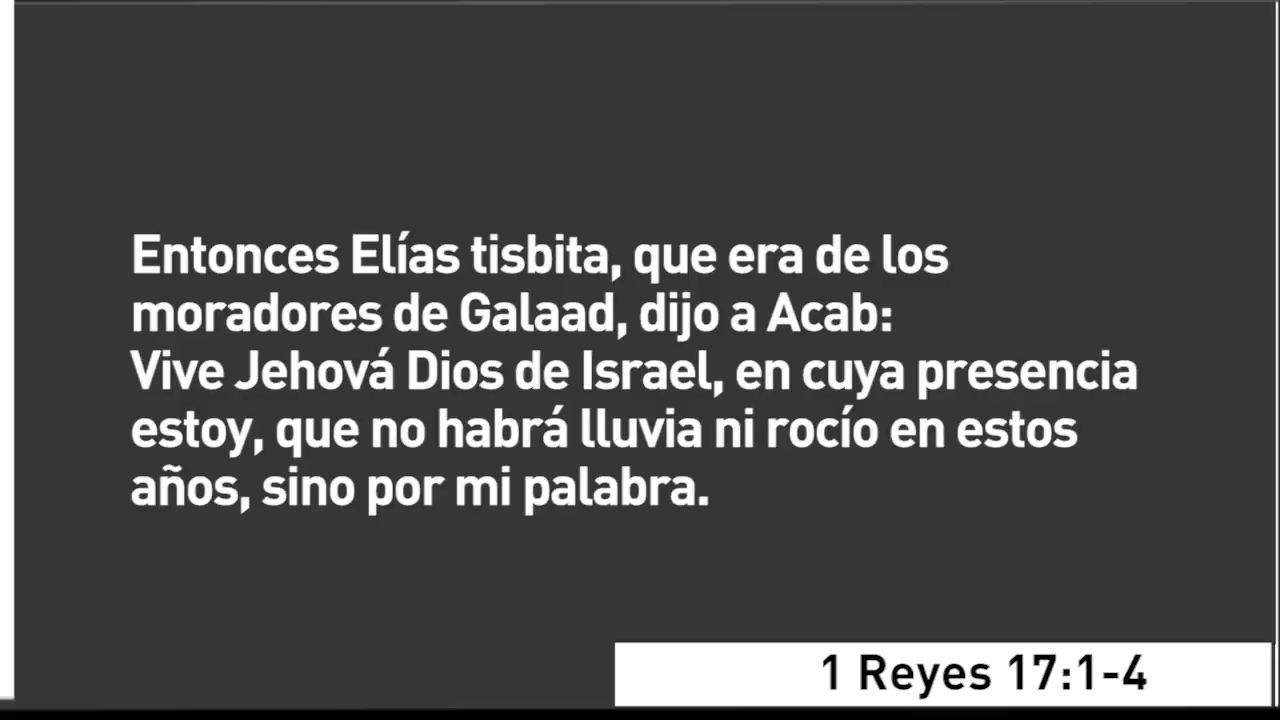 Entonces Elías tisbita, que era de los
moradores de Galaad, dijo a Acab:
Vive Jehová Dios de Israel, en cuya presencia
estoy, que no habrá lluvia ni rocío en estos
años, sino por mi palabra.
1 Reyes 17:1-4